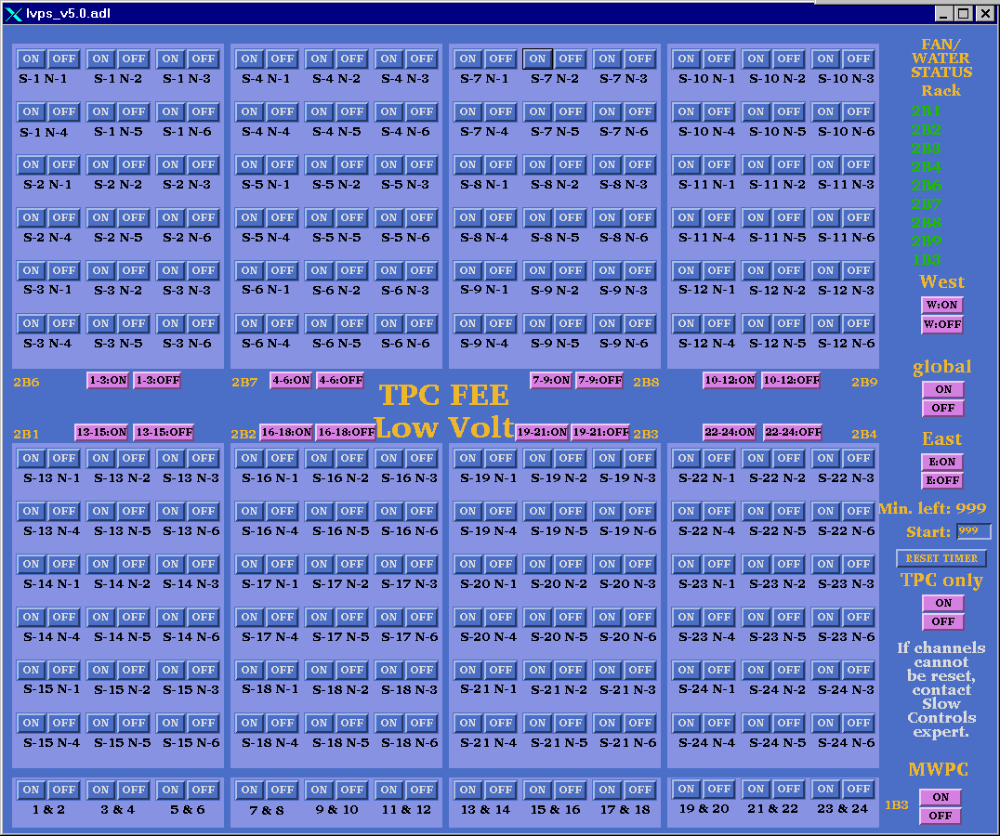 lvps_v5.0.adl
ON OFF ON OFF ON OFF ON OFF ON OFF ON OFF ON OFF ON OFF ON OFF ON OFF ON OFF ON OFF
S-1 N-1 S-1 N-2 S-1 N-3 S-4 N-1 S-4 N-2 S-4 N-3 S-7 N-1 S-7 N-2 S-7 N-3 S-10 N-1 S-10 N-2 S-10 N-3
ON OFF ON OFF ON OFF ON OFF ON OFF ON OFF ON OFF ON OFF ON OFF ON OFF ON OFF ON OFF
S-1 N-4 S-1 N-5 S-1 N-6 S-4 N-4 S-4 N-5 S-4 N-6 S-7 N-4 S-7 N-5 S-7 N-6 S-10 N-4 S-10 N-5 S-10 N-6
ON OFF ON OFF ON OFF ON OFF ON OFF ON OFF ON OFF ON OFF ON OFF ON OFF ON OFF ON OFF
S-2 N-1 S-2 N-2 S-2 N-3 S-5 N-1 S-5 N-2 S-5 N-3 S-8 N-1 S-8 N-2 S-8 N-3 S-11 N-1 S-11 N-2 S-11 N-3
ON OFF ON OFF ON OFF ON OFF ON OFF ON OFF ON OFF ON OFF ON OFF ON OFF ON OFF ON OFF
S-2 N-4 S-2 N-5 S-2 N-6 S-5 N-4 S-5 N-5 S-5 N-6 S-8 N-4 S-8 N-5 S-8 N-6 S-11 N-4 S-11 N-5 S-11 N-6
ON OFF ON OFF ON OFF ON OFF ON OFF ON OFF ON OFF ON OFF ON OFF ON OFF ON OFF ON OFF
S-3 N-1 S-3 N-2 S-3 N-3 S-6 N-1 S-6 N-2 S-6 N-3 S-9 N-1 S-9 N-2 S-9 N-3 S-12 N-1 S-12 N-2 S-12 N-3
ON OFF ON OFF ON OFF ON OFF ON OFF ON OFF ON OFF ON OFF ON OFF ON OFF ON OFF ON OFF
S-3 N-4 S-3 N-5 S-3 N-6 S-6 N-4 S-6 N-5 S-6 N-6 S-9 N-4 S-9 N-5 S-9 N-6 S-12 N-4 S-12 N-5 S-12 N-6
2B6 1-3:ON 1-3:OFF 2B7 4-6:ON 4-6:OFF 7-9:ON 7-9:OFF 2B8 10-12:ON 10-12:OFF 2B9
TPC FEE
Low Volt
2B1 13-15:ON 13-15:OFF 2B2 16-18:ON 16-18:OFF 19-21:ON 19-21:OFF 2B3 22-24:ON 22-24:OFF 2B4
ON OFF ON OFF ON OFF ON OFF ON OFF ON OFF ON OFF ON OFF ON OFF ON OFF ON OFF ON OFF
S-13 N-1 S-13 N-2 S-13 N-3 S-16 N-1 S-16 N-2 S-16 N-3 S-19 N-1 S-19 N-2 S-19 N-3 S-22 N-1 S-22 N-2 S-22 N-3
ON OFF ON OFF ON OFF ON OFF ON OFF ON OFF ON OFF ON OFF ON OFF ON OFF ON OFF ON OFF
S-13 N-4 S-13 N-5 S-13 N-6 S-16 N-4 S-16 N-5 S-16 N-6 S-19 N-4 S-19 N-5 S-19 N-6 S-22 N-4 S-22 N-5 S-22 N-6
ON OFF ON OFF ON OFF ON OFF ON OFF ON OFF ON OFF ON OFF ON OFF ON OFF ON OFF ON OFF
S-14 N-1 S-14 N-2 S-14 N-3 S-17 N-1 S-17 N-2 S-17 N-3 S-20 N-1 S-20 N-2 S-20 N-3 S-23 N-1 S-23 N-2 S-23 N-3
ON OFF ON OFF ON OFF ON OFF ON OFF ON OFF ON OFF ON OFF ON OFF ON OFF ON OFF ON OFF
S-14 N-4 S-14 N-5 S-14 N-6 S-17 N-4 S-17 N-5 S-17 N-6 S-20 N-4 S-20 N-5 S-20 N-6 S-23 N-4 S-23 N-5 S-23 N-6
ON OFF ON OFF ON OFF ON OFF ON OFF ON OFF ON OFF ON OFF ON OFF ON OFF ON OFF ON OFF
S-15 N-1 S-15 N-2 S-15 N-3 S-18 N-1 S-18 N-2 S-18 N-3 S-21 N-1 S-21 N-2 S-21 N-3 S-24 N-1 S-24 N-2 S-24 N-3
ON OFF ON OFF ON OFF ON OFF ON OFF ON OFF ON OFF ON OFF ON OFF ON OFF ON OFF ON OFF
S-15 N-4 S-15 N-5 S-15 N-6 S-18 N-4 S-18 N-5 S-18 N-6 S-21 N-4 S-21 N-5 S-21 N-6 S-24 N-4 S-24 N-5 S-24 N-6
ON OFF ON OFF ON OFF ON OFF ON OFF ON OFF ON OFF ON OFF ON OFF ON OFF ON OFF ON OFF
1 & 2 3 & 4 5 & 6 7 & 8 9 & 10 11 & 12 13 & 14 15 & 16 17 & 18 19 & 20 21 & 22 23 & 24
FAN/
WATER
STATUS
Rack
2B1
2B2
2B3
2B4
2B6
2B7
2B8
2B9
1B3
West
W:ON
W:OFF
global
ON
OFF
East
E:ON
E:OFF
Min. left: 999
Start: 999
RESET TIMER
TPC only
ON
OFF
If channels
cannot
be reset,
contact
Slow
Controls
expert.
MWPC
1B3 ON
OFF